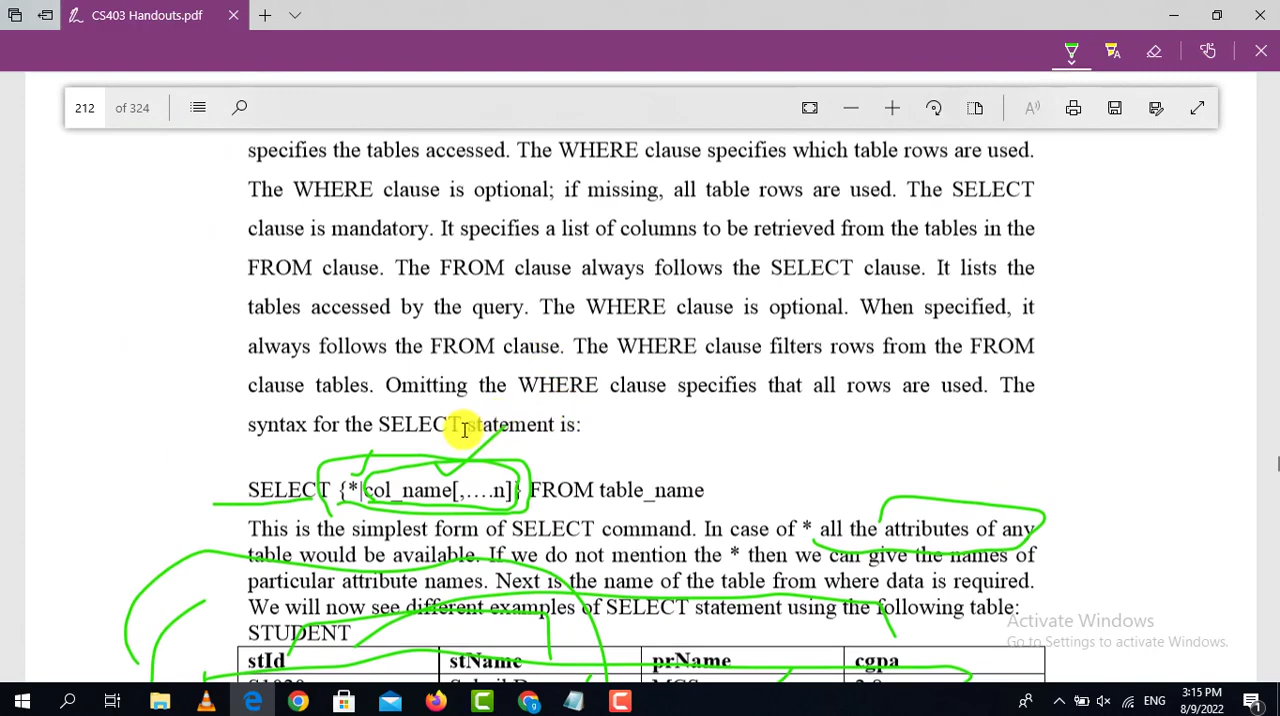 CS403 Handouts.pdf
212 of 324
specifies the tables accessed. The WHERE clause specifies which table rows are used.
The WHERE clause is optional; if missing, all table rows are used. The SELECT
clause is mandatory. It specifies a list of columns to be retrieved from the tables in the
FROM clause. The FROM clause always follows the SELECT clause. It lists the
tables accessed by the query. The WHERE clause is optional. When specified, it
always follows the FROM clause. The WHERE clause filters rows from the FROM
clause tables. Omitting the WHERE clause specifies that all rows are used. The
syntax for the SELECT statement is:
SELECT {*|col_name[,….n]} FROM table_name
This is the simplest form of SELECT command. In case of * all the attributes of any
table would be available. If we do not mention the * then we can give the names of
particular attribute names. Next is the name of the table from where data is required.
We will now see different examples of SELECT statement using the following table:
STUDENT
stId stName prName cgpa
Activate Windows
Go to Settings to activate Windows.
ENG
3:15 PM
8/9/2022